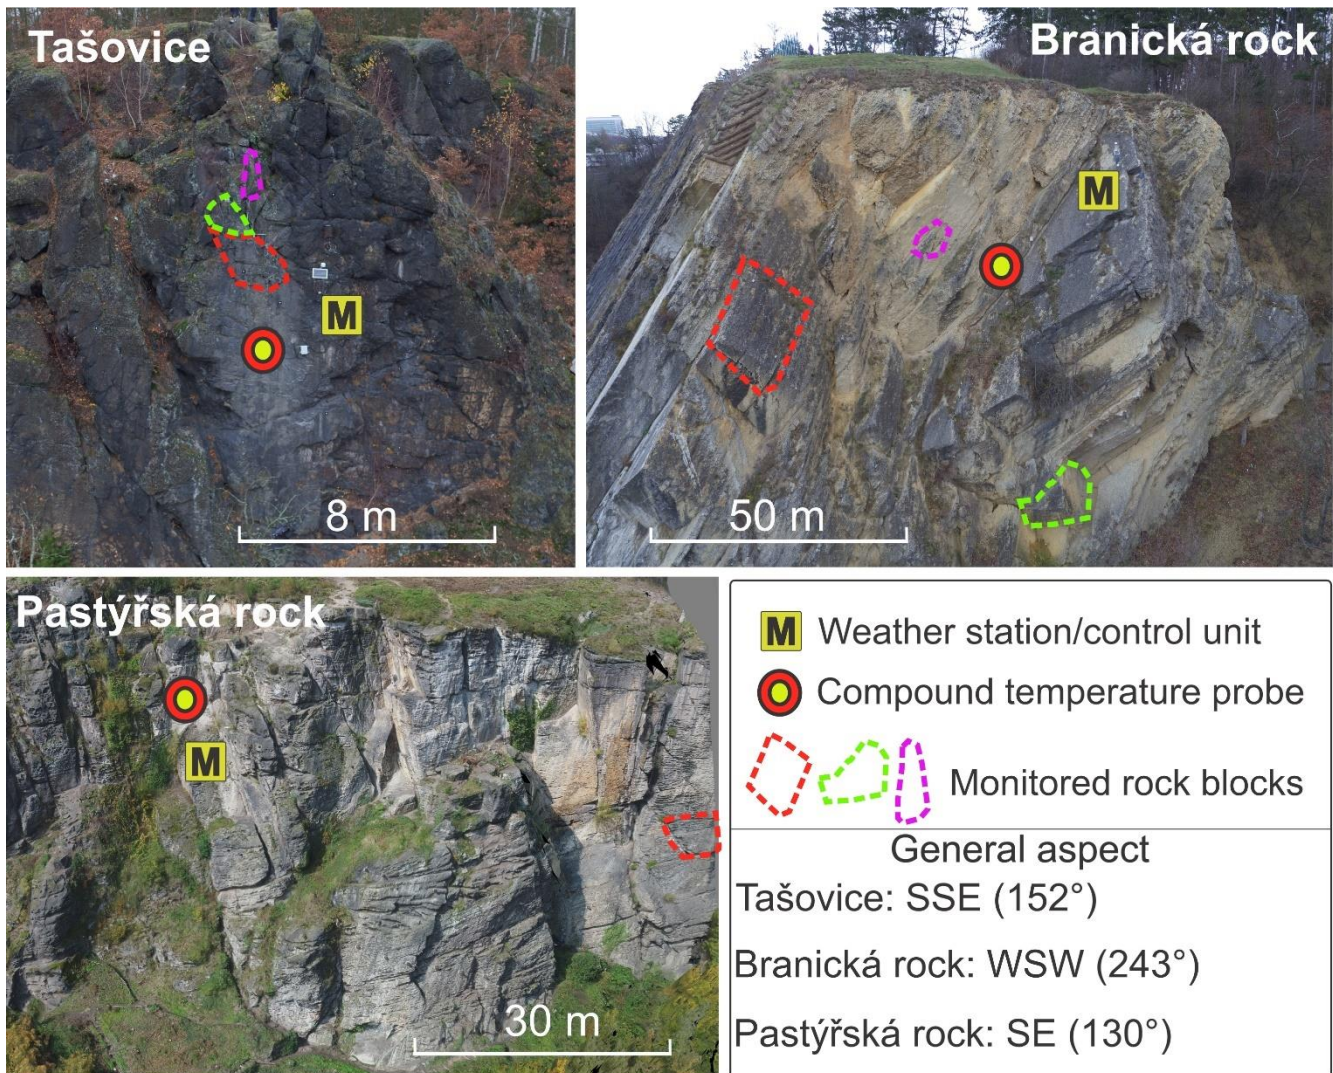 Tašovice
Branická rock
M
M
8 m
50 m
Pastýřská rock
M
30 m
M Weather station/control unit
Compound temperature probe
Monitored rock blocks
General aspect
Tašovice: SSE (152°)
Branická rock: WSW (243°)
Pastýřská rock: SE (130°)